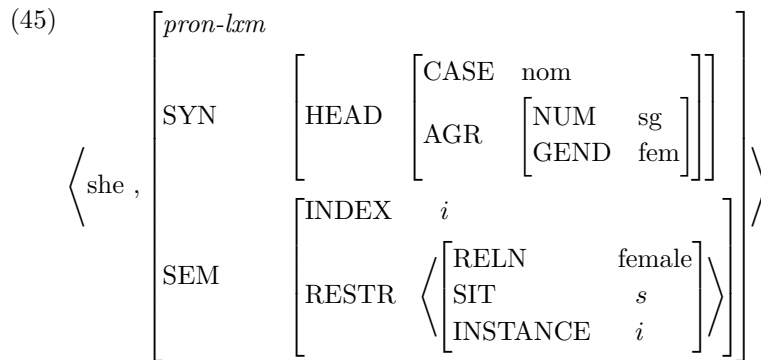 (45)
pron-lxm
CASE nom
SYN HEAD
AGR NUM sg
GEND fem
she ,
INDEX i
RELN female
SEM RESTR SIT s
INSTANCE i